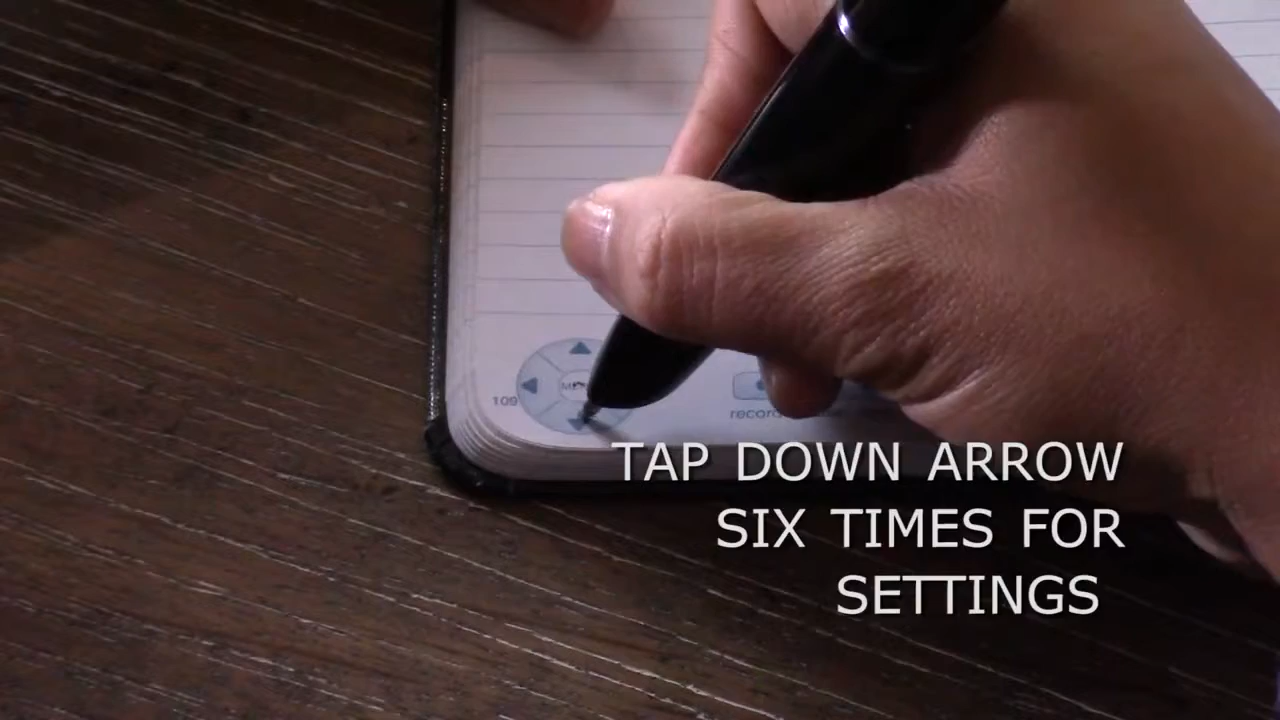 109
record
TAP DOWN ARROW
SIX TIMES FOR
SETTINGS